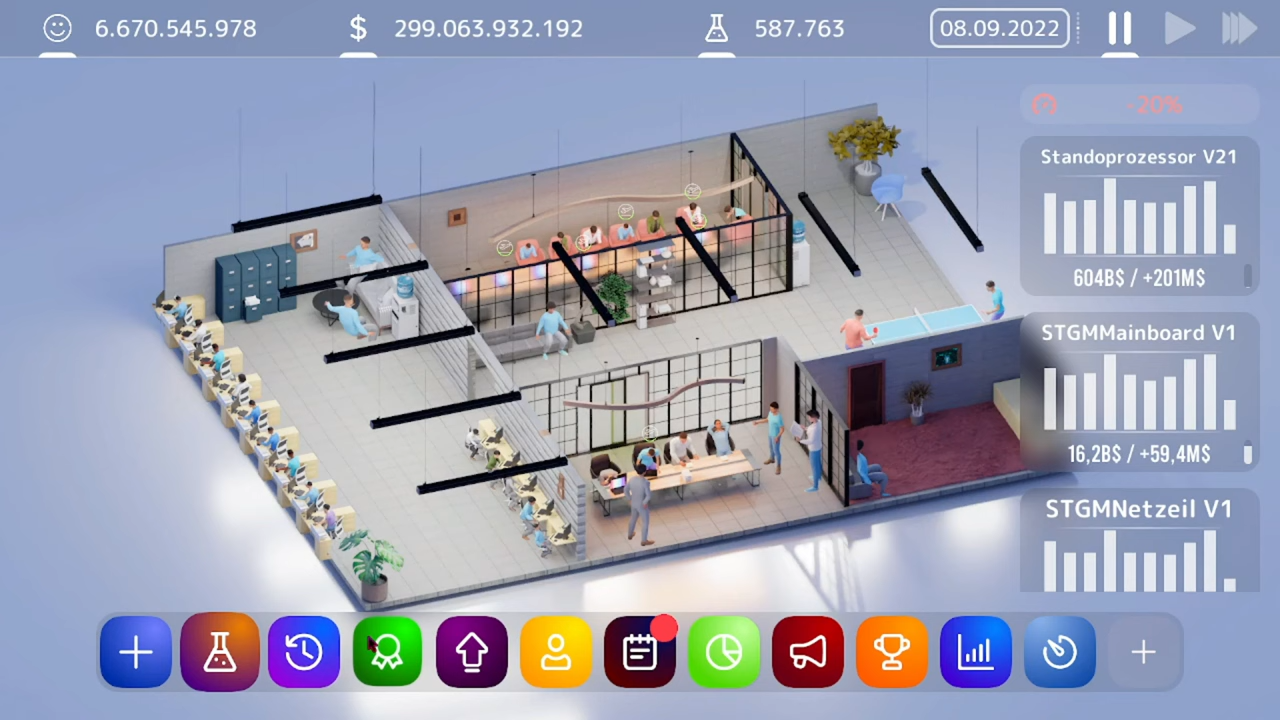 6.670.545.978
$ 299.063.932.192
587.763
08.09.2022
-20%
Standoprozessor V21
604B$ / +201M$
STGMMainboard V1
16,2B$ / +59,4M$
STGMNetzeil V1